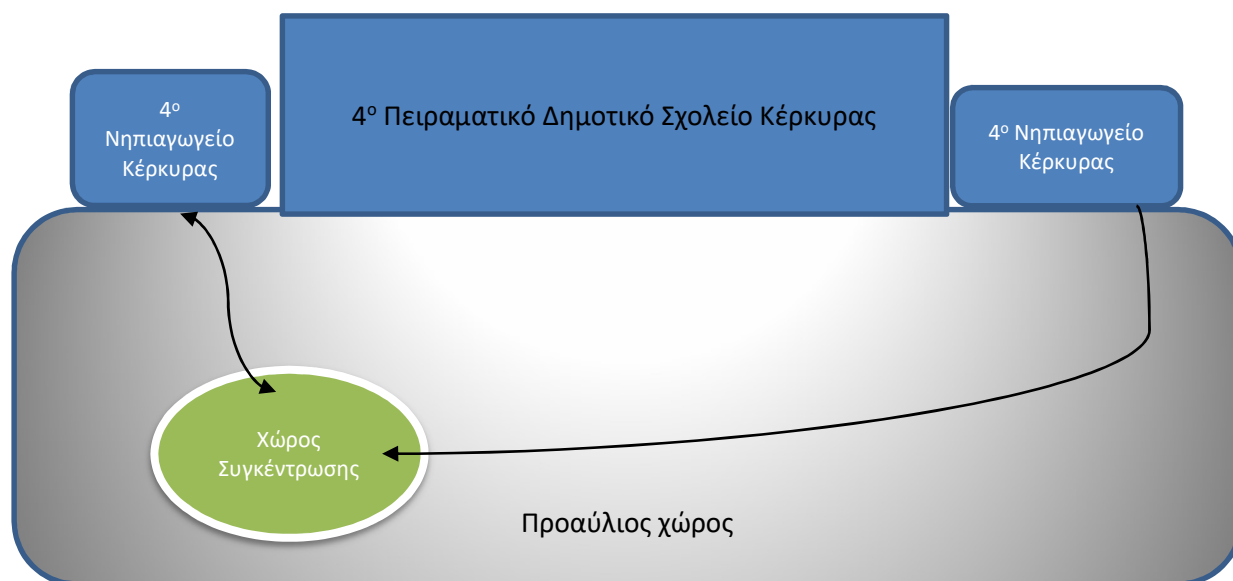 4ο
Νηπιαγωγείο
Κέρκυρας
4ο Πειραματικό Δημοτικό Σχολείο Κέρκυρας
4ο Νηπιαγωγείο
Κέρκυρας
Χώρος
Συγκέντρωσης
Προαύλιος χώρος